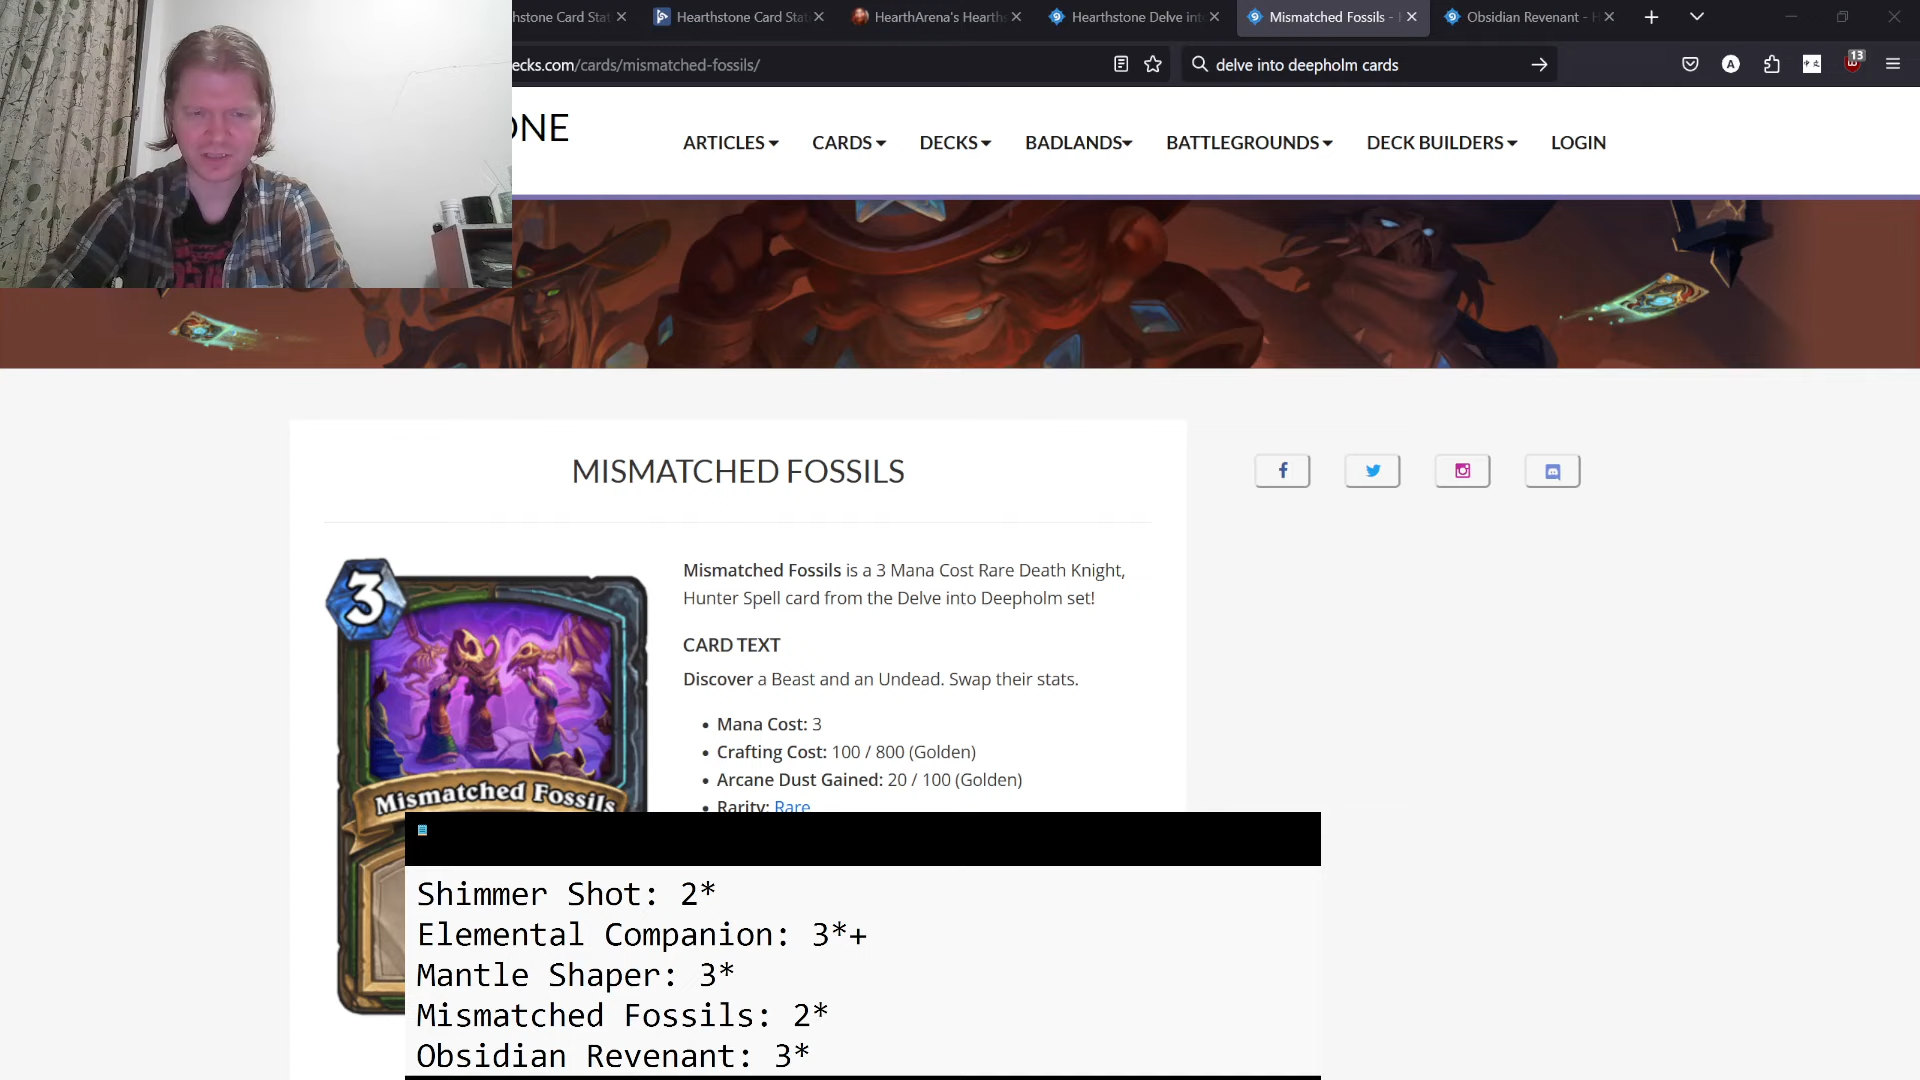 hstone Card Stat
Hearthstone Card Stat
HearthArena's Hearths
Hearthstone Delve int
Mismatched Fossils -
Obsidian Revenant - H
ecks.com/cards/mismatched-fossils/
delve into deepholm cards
A
13
ONE
ARTICLES
CARDS
DECKS
BADLANDS
BATTLEGROUNDS
DECK BUILDERS
LOGIN
MISMATCHED FOSSILS
3
Mismatched Fossils
Mismatched Fossils is a 3 Mana Cost Rare Death Knight,
Hunter Spell card from the Delve into Deepholm set!
CARD TEXT
Discover a Beast and an Undead. Swap their stats.
• Mana Cost: 3
• Crafting Cost: 100 / 800 (Golden)
• Arcane Dust Gained: 20 / 100 (Golden)
• Rarity: Rare
Shimmer Shot: 2*
Elemental Companion: 3*+
Mantle Shaper: 3*
Mismatched Fossils: 2*
Obsidian Revenant: 3*